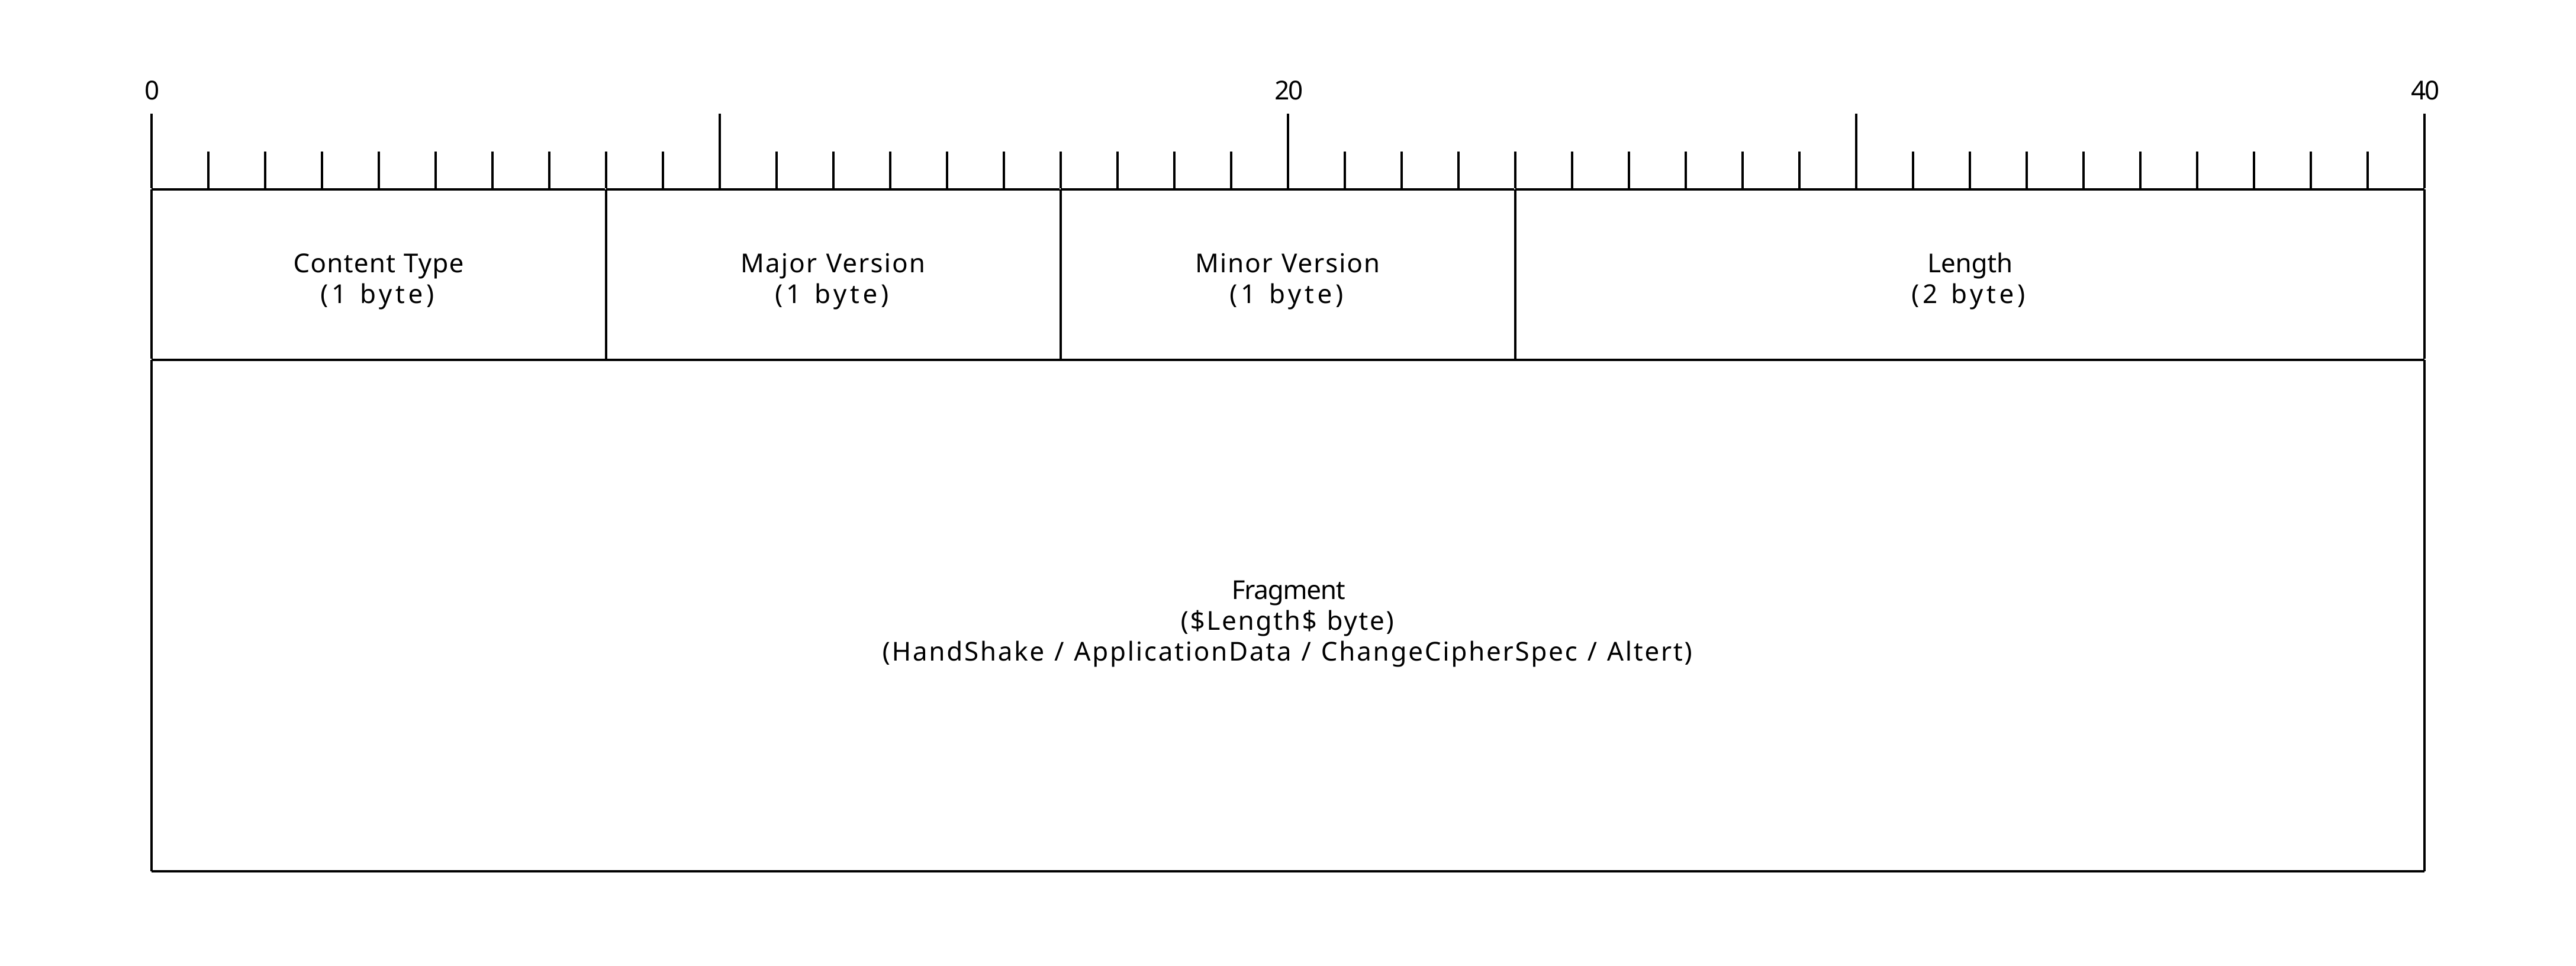 0 20 40
Content Type
(1 byte)
Major Version
(1 byte)
Minor Version
(1 byte)
Length
(2 byte)
Fragment
($Length$ byte)
(HandShake / ApplicationData / ChangeCipherSpec / Altert)